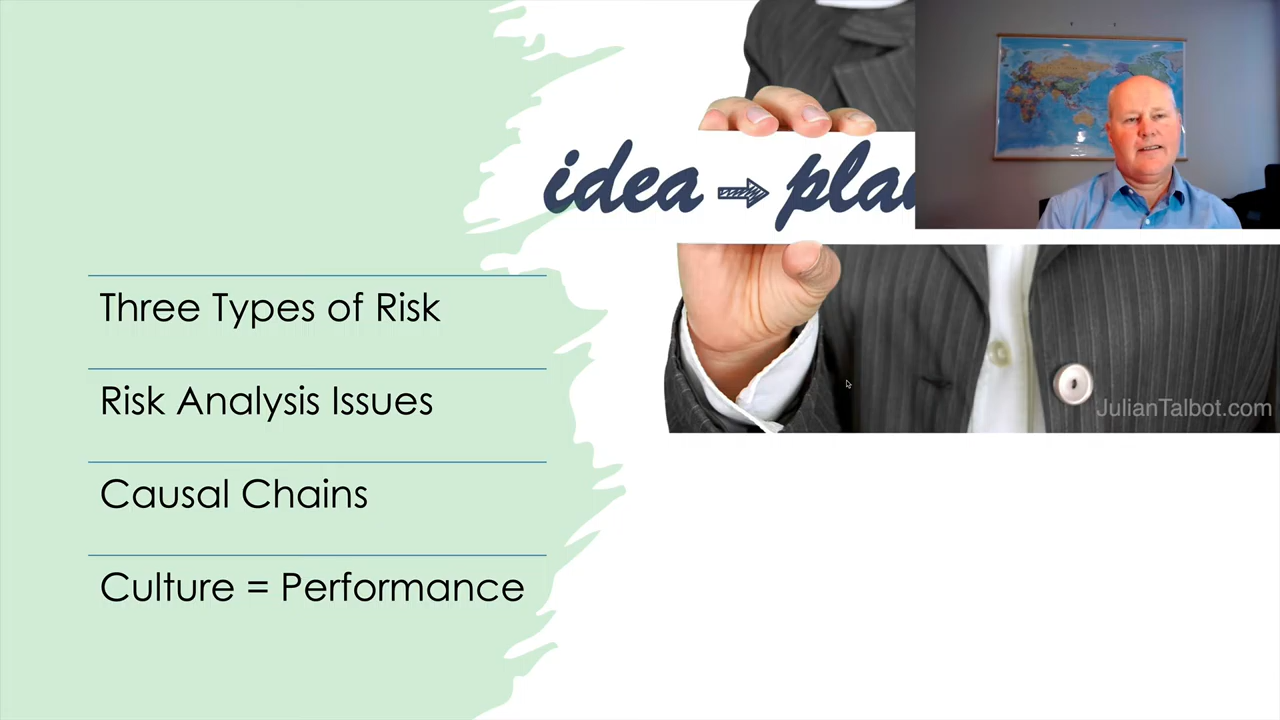 idea → pla
Three Types of Risk
Risk Analysis Issues
Causal Chains
Culture = Performance
JulianTalbot.com